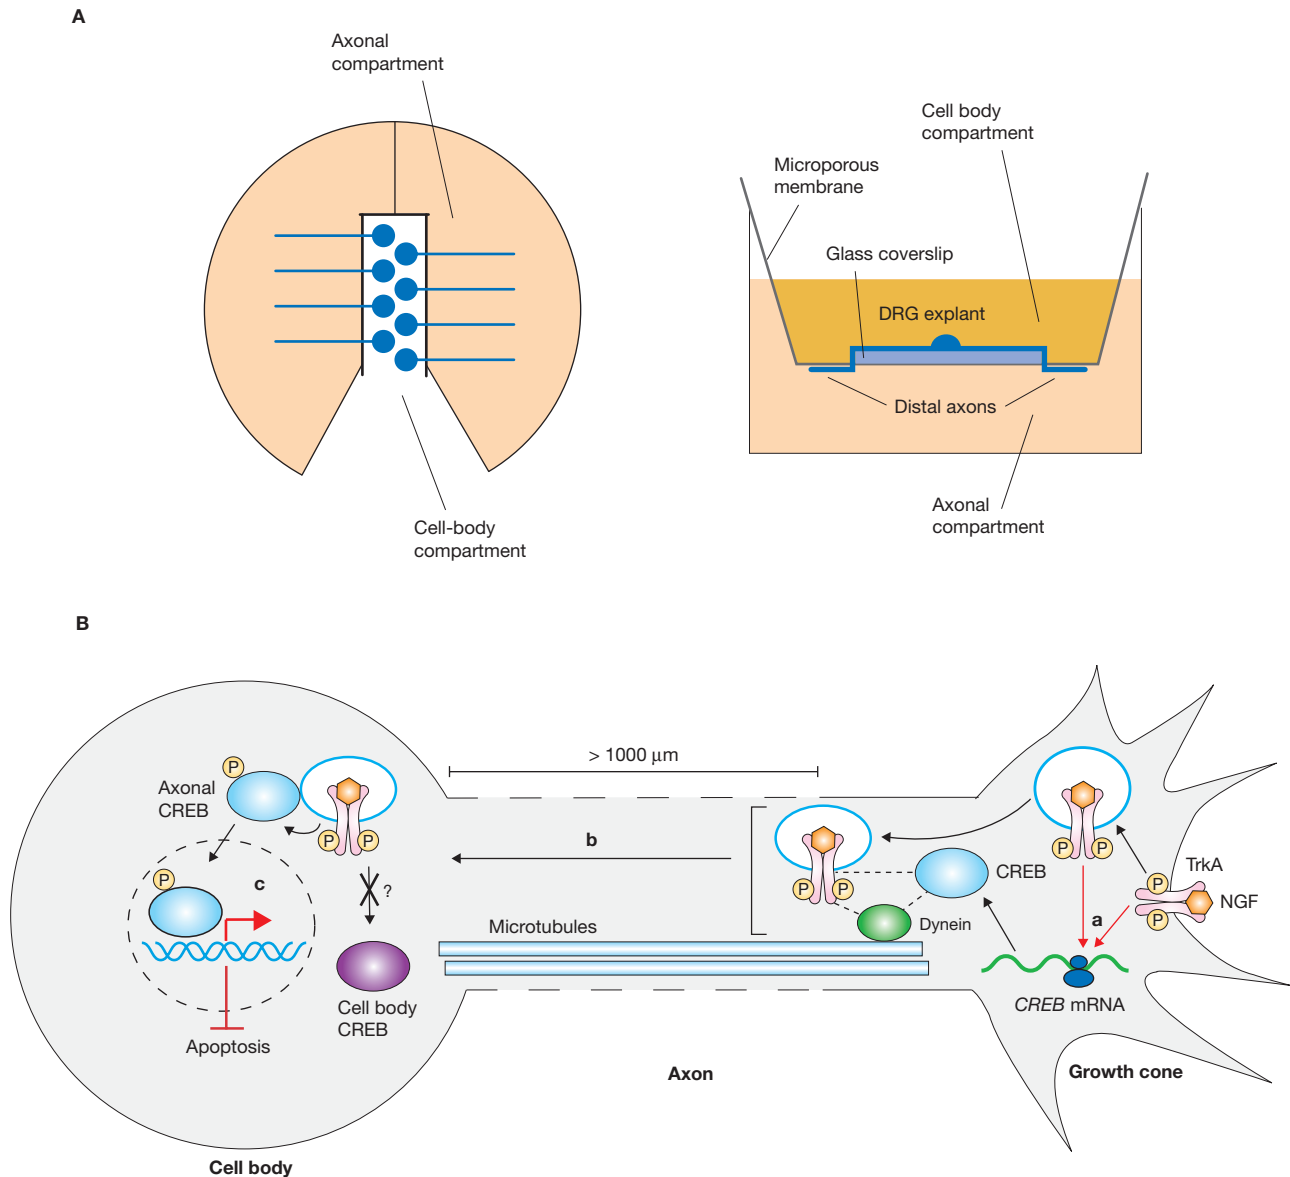 A
Axonal
compartment
Cell body
compartment
Microporous
membrane
Glass coverslip
DRG explant
Distal axons
Axonal
compartment
Cell-body
compartment
B
> 1000 μm
P
Axonal
CREB
P
P
b
P
P
CREB
P
P
P
TrkA
P
NGF
a
P
c
?
Dynein
Microtubules
Cell body
CREB
CREB mRNA
Apoptosis
Axon
Growth cone
Cell body